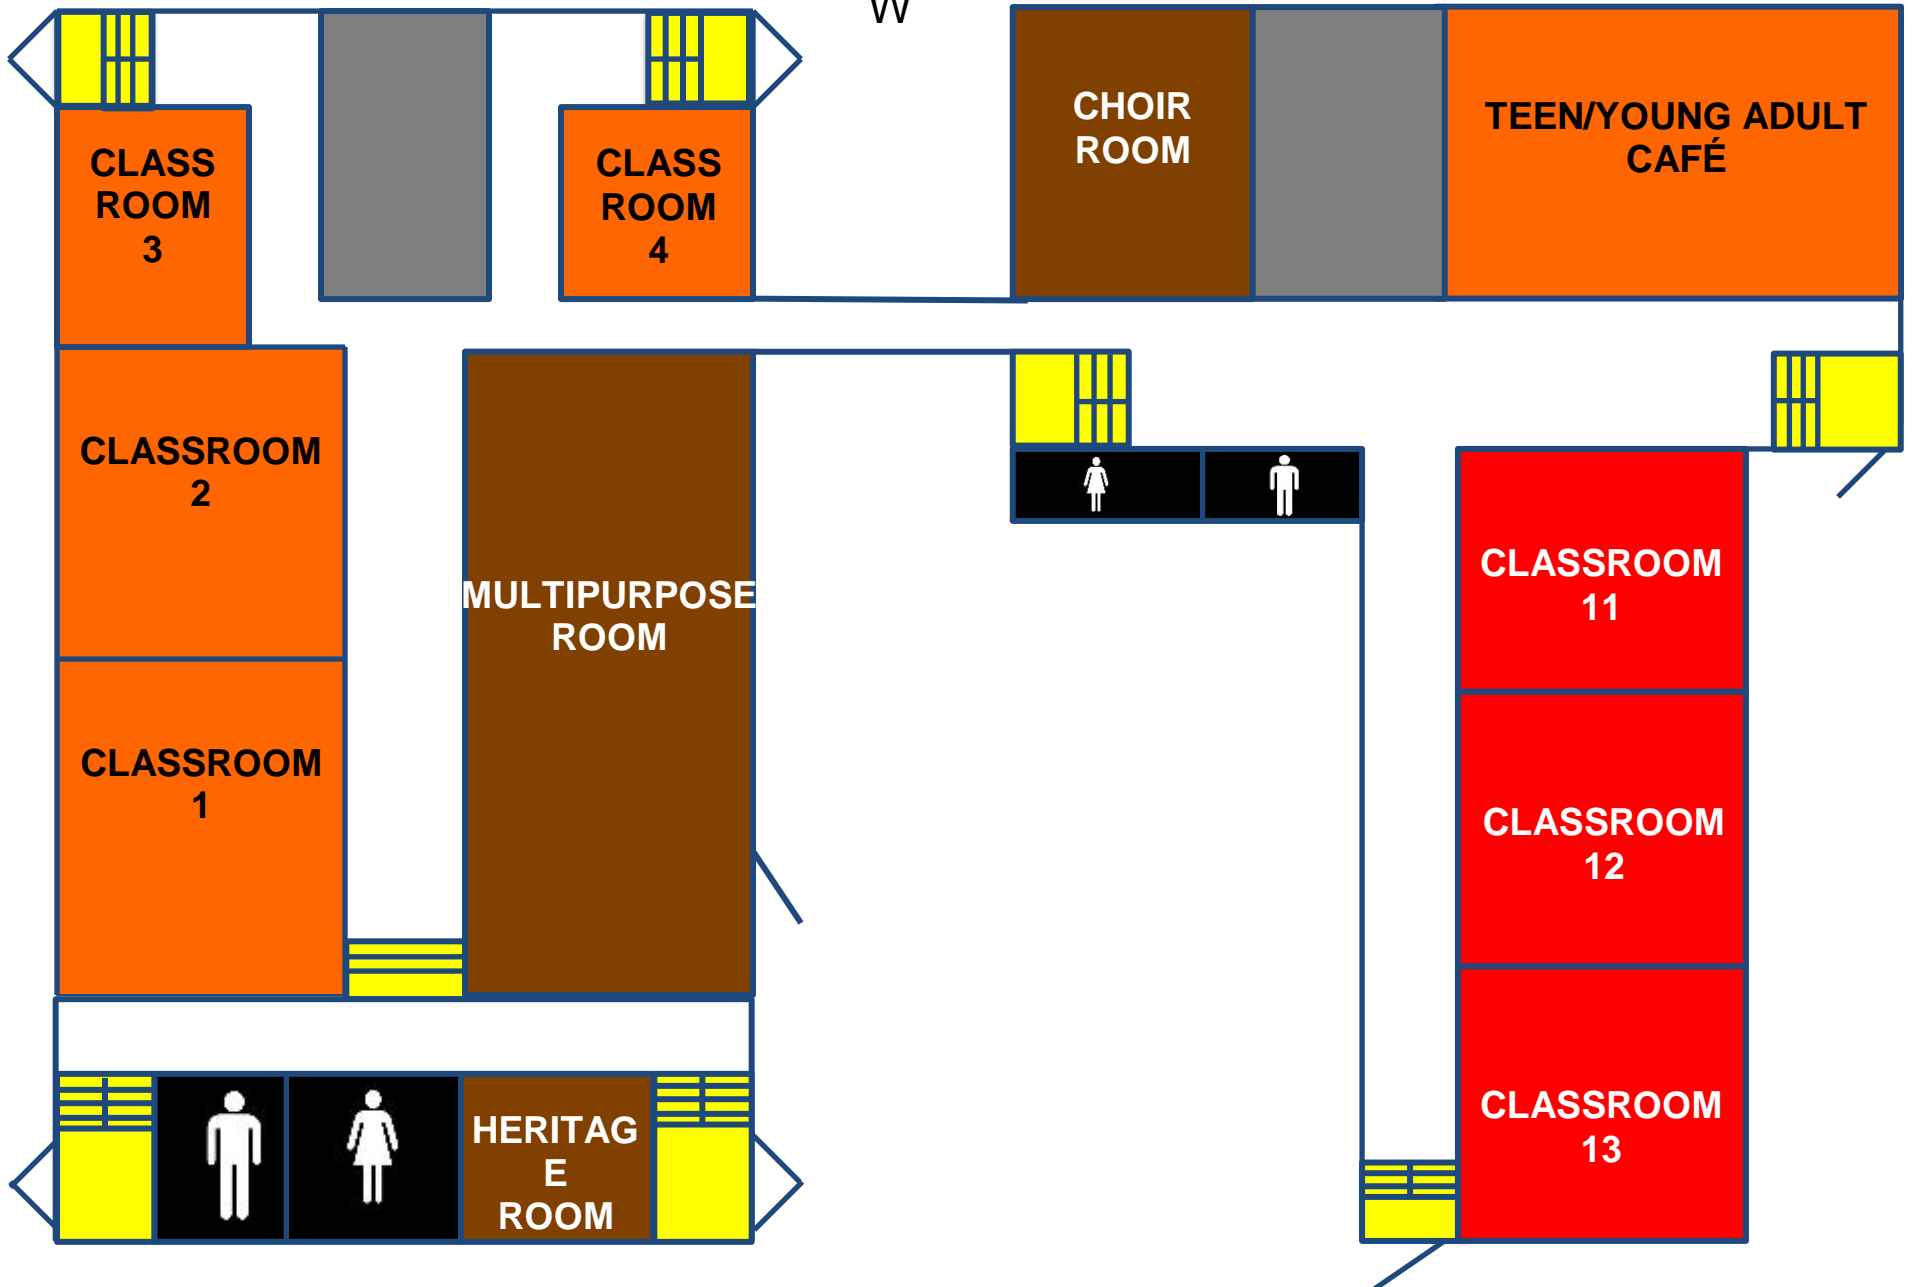 W
CHOIR
ROOM
TEEN/YOUNG ADULT
CAFÉ
CLASS
ROOM
3
CLASS
ROOM
4
CLASSROOM
2
MULTIPURPOSE
ROOM
CLASSROOM
11
CLASSROOM
1
CLASSROOM
12
HERITAG
E
ROOM
CLASSROOM
13